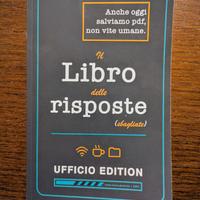 Anche oggi
salviamo pdf,
non vite umane.
Il
Libro
delle
risposte
(sbagliate)
UFFICIO EDITION